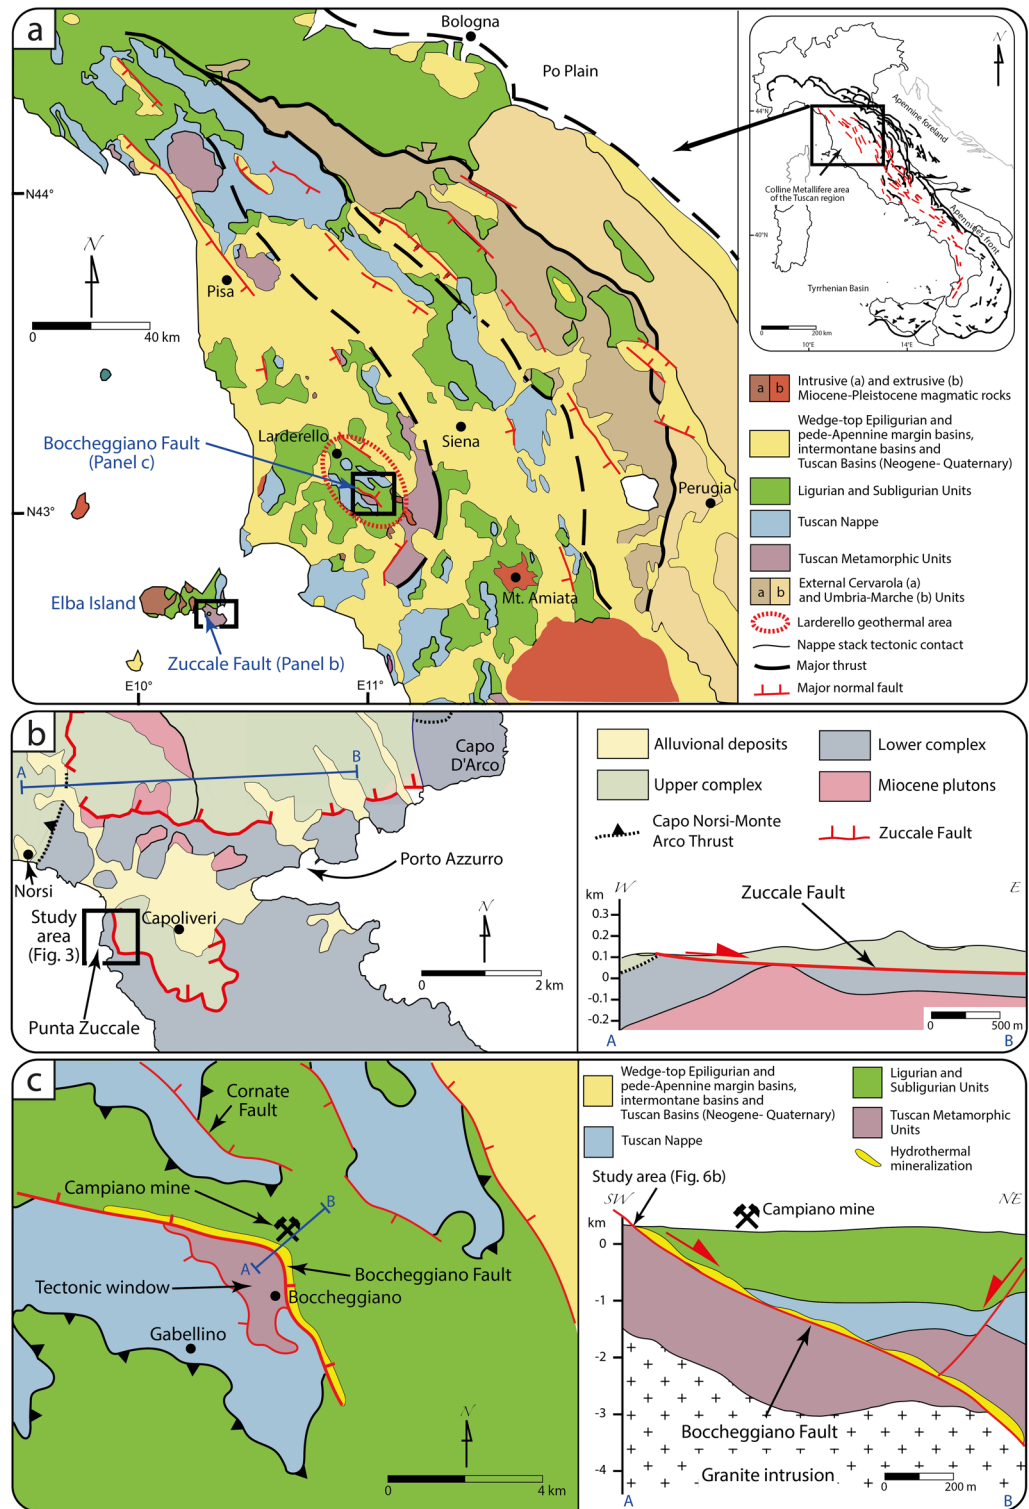 a
Bologna
Po Plain
N44°
N
Pisa
0
40 km
Boccheggiano Fault
(Panel c)
Larderello
Siena
Perugia
N43°
Elba Island
Mt. Amiata
Zuccale Fault (Panel b)
E10°
E11°
N
44°N
Apennine foreland
Colline Metallifere area
of the Tuscan region
Apennines front
40°N
Tyrrhenian Basin
0
200 km
10°E
14°E
a
b
Intrusive (a) and extrusive (b)
Miocene-Pleistocene magmatic rocks
Wedge-top Epiligurian and
pede-Apennine margin basins,
intermontane basins and
Tuscan Basins (Neogene- Quaternary)
Ligurian and Subligurian Units
Tuscan Nappe
Tuscan Metamorphic Units
a
b
External Cervarola (a)
and Umbria-Marche (b) Units
Larderello geothermal area
Nappe stack tectonic contact
Major thrust
Major normal fault
b
A
B
Capo
D'Arco
Porto Azzurro
Norsi
Study
area
(Fig. 3)
Capoliveri
N
0
2 km
Punta Zuccale
Alluvional deposits
Lower complex
Upper complex
Miocene plutons
Capo Norsi-Monte
Arco Thrust
Zuccale Fault
km
W
Zuccale Fault
E
0.3
0.2
0.1
0
-0.1
-0.2
0
500 m
A
B
c
Cornate
Fault
Campiano mine
B
A
Tectonic window
Boccheggiano Fault
Boccheggiano
Gabellino
N
0
4 km
Wedge-top Epiligurian and
pede-Apennine margin basins,
intermontane basins and
Tuscan Basins (Neogene- Quaternary)
Ligurian and
Subligurian Units
Tuscan Metamorphic
Units
Tuscan Nappe
Hydrothermal
mineralization
Study area (Fig. 6b)
SW
Campiano mine
NE
km
0
-1
-2
-3
-4
Boccheggiano Fault
Granite intrusion
0
200 m
A
B